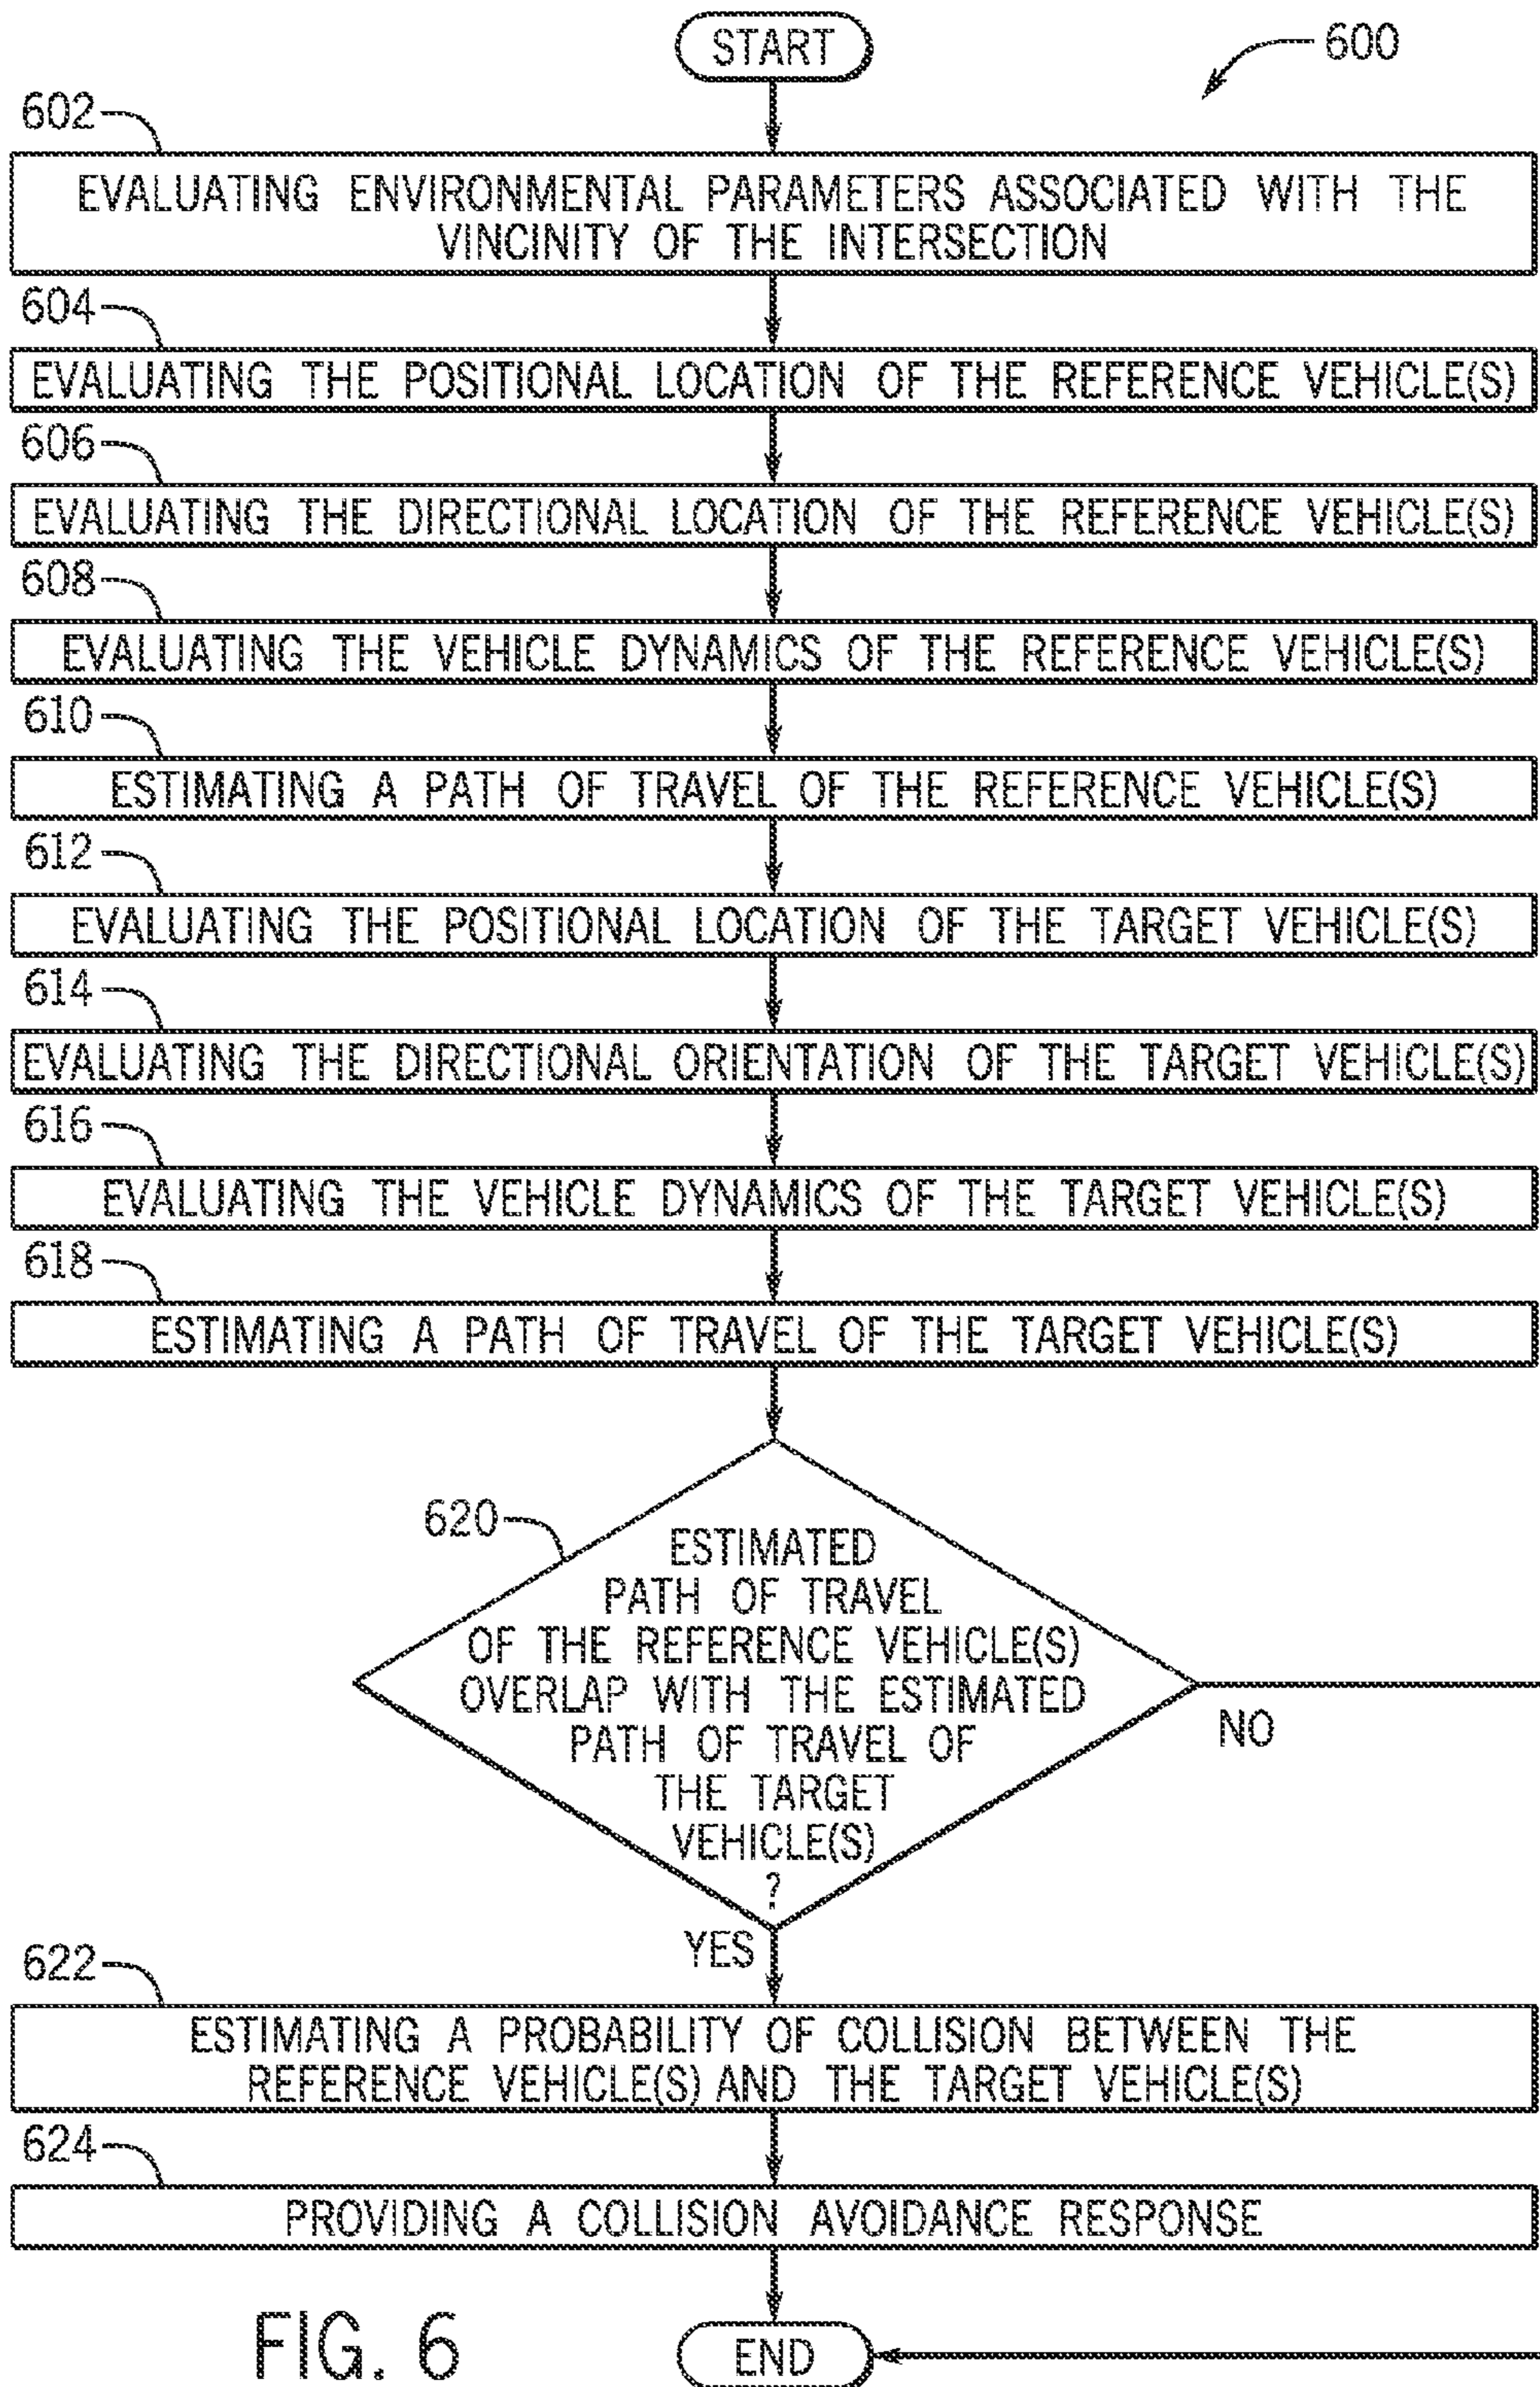 START
600
602
EVALUATING ENVIRONMENTAL PARAMETERS ASSOCIATED WITH THE
VINCINITY OF THE INTERSECTION
604
EVALUATING THE POSITIONAL LOCATION OF THE REFERENCE VEHICLE(S)
606
EVALUATING THE DIRECTIONAL LOCATION OF THE REFERENCE VEHICLE(S)
608
EVALUATING THE VEHICLE DYNAMICS OF THE REFERENCE VEHICLE(S)
610
ESTIMATING A PATH OF TRAVEL OF THE REFERENCE VEHICLE(S)
612
EVALUATING THE POSITIONAL LOCATION OF THE TARGET VEHICLE(S)
614
EVALUATING THE DIRECTIONAL ORIENTATION OF THE TARGET VEHICLE(S)
616
EVALUATING THE VEHICLE DYNAMICS OF THE TARGET VEHICLE(S)
618
ESTIMATING A PATH OF TRAVEL OF THE TARGET VEHICLE(S)
620
ESTIMATED
PATH OF TRAVEL
OF THE REFERENCE VEHICLE(S)
OVERLAP WITH THE ESTIMATED
PATH OF TRAVEL OF
THE TARGET
VEHICLE(S)
?
NO
YES
622
ESTIMATING A PROBABILITY OF COLLISION BETWEEN THE
REFERENCE VEHICLE(S) AND THE TARGET VEHICLE(S)
624
PROVIDING A COLLISION AVOIDANCE RESPONSE
END
FIG. 6